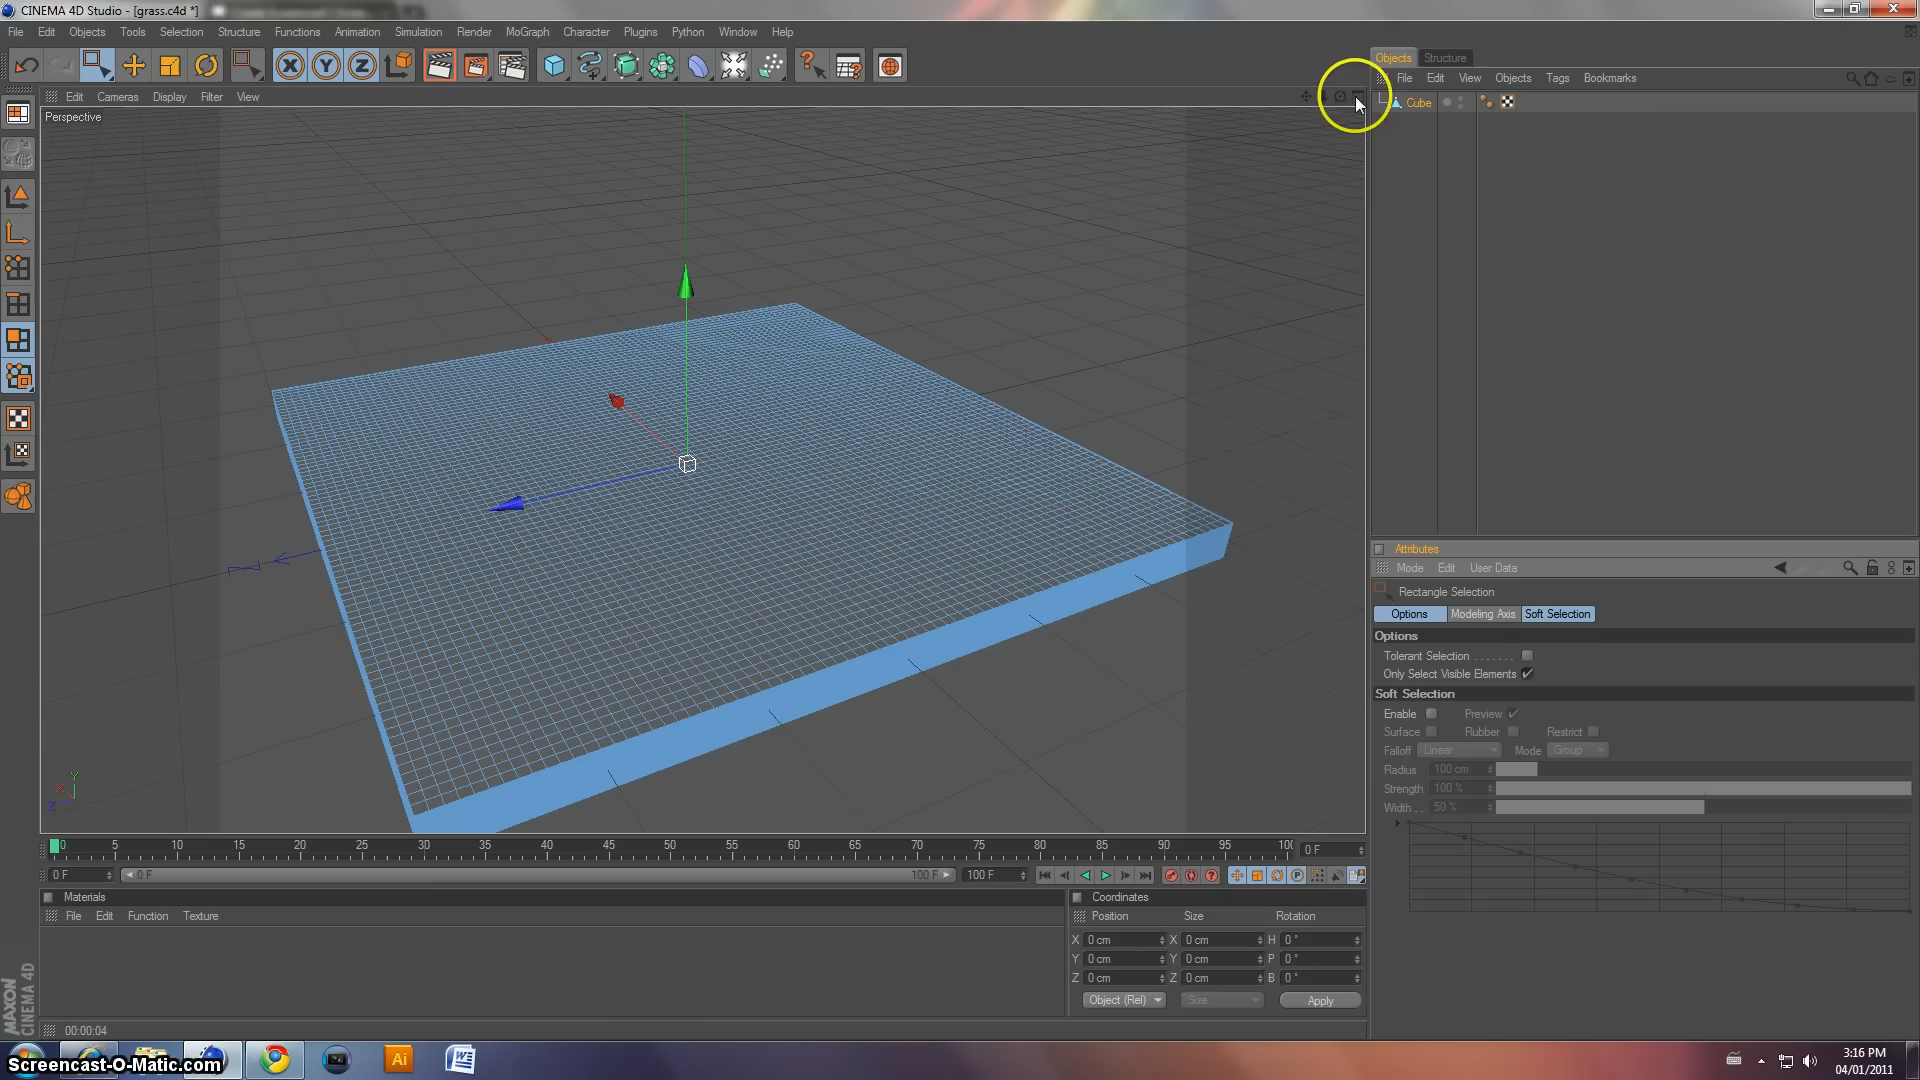 CINEMA 4D Studio - [grass.c4d *]
File Edit Objects Tools Selection Structure Functions Animation Simulation Render MoGraph Character Plugins Python Window Help
Objects Structure
File Edit View Objects Tags Bookmarks
Edit Cameras Display Filter View
Cube
Perspective
Attributes
Mode Edit User Data
Rectangle Selection
Options Modeling Axis Soft Selection
Options
Tolerant Selection . . . . . . .
Only Select Visible Elements
Soft Selection
Enable Preview
Surface Rubber Restrict
Falloff Linear Mode Group
Radius 100 cm
Strength 100 %
Width . . 50 %
Y
X
Z
0 5 10 15 20 25 30 35 40 45 50 55 60 65 70 75 80 85 90 95 100 0 F
0 F 0 F 100 F 100 F
Materials
File Edit Function Texture
Coordinates
Position Size Rotation
X 0 cm X 0 cm H 0 °
Y 0 cm Y 0 cm P 0 °
Z 0 cm Z 0 cm B 0 °
Object (Rel) Size Apply
MAXON CINEMA 4D
00:00:04
Screencast-O-Matic.com
Ai
3:16 PM
04/01/2011